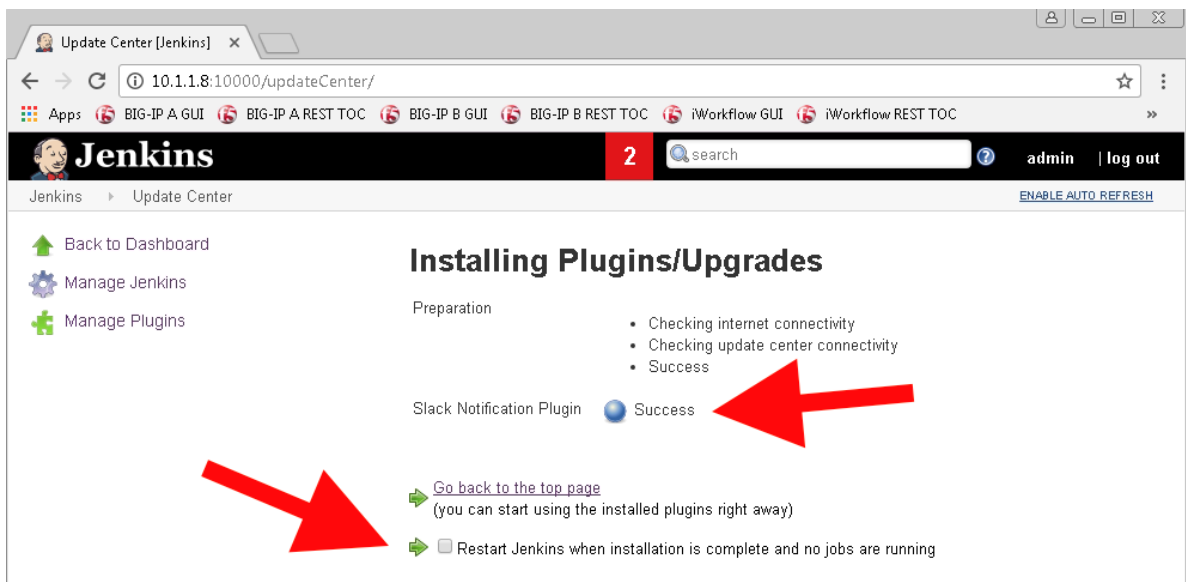 Update Center [Jenkins]
10.1.1.8:10000/updateCenter/
Apps BIG-IP A GUI BIG-IP A REST TOC BIG-IP B GUI BIG-IP B REST TOC iWorkflow GUI iWorkflow REST TOC »
Jenkins 2 search ? admin | log out
Jenkins Update Center ENABLE AUTO REFRESH
Back to Dashboard
Manage Jenkins
Manage Plugins
Installing Plugins/Upgrades
Preparation
• Checking internet connectivity
• Checking update center connectivity
• Success
Slack Notification Plugin Success
Go back to the top page
(you can start using the installed plugins right away)
Restart Jenkins when installation is complete and no jobs are running